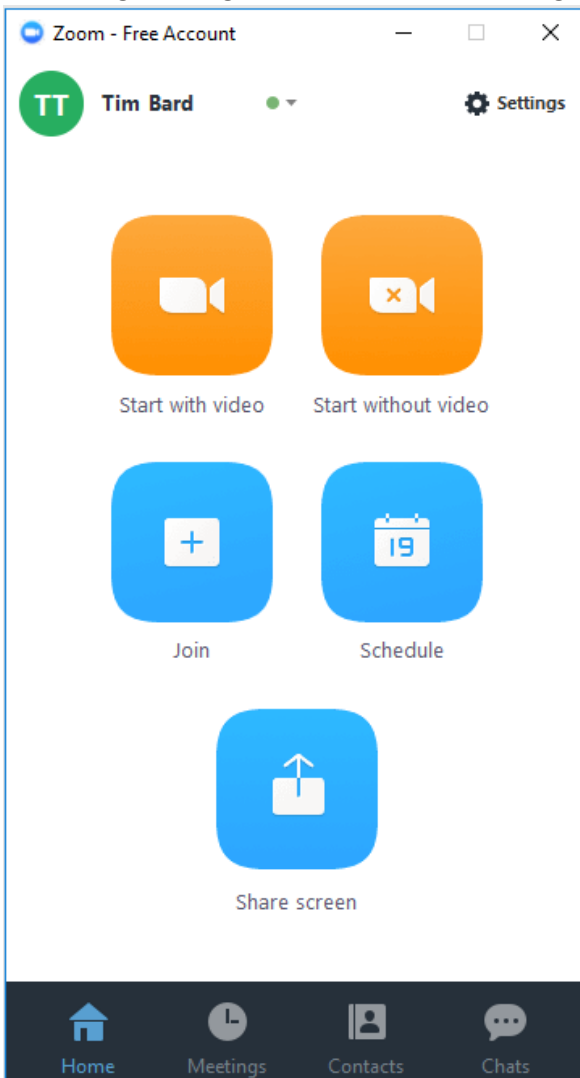 Zoom - Free Account
TT Tim Bard Settings
Start with video Start without video
19
Join Schedule
Share screen
Home Meetings Contacts Chats